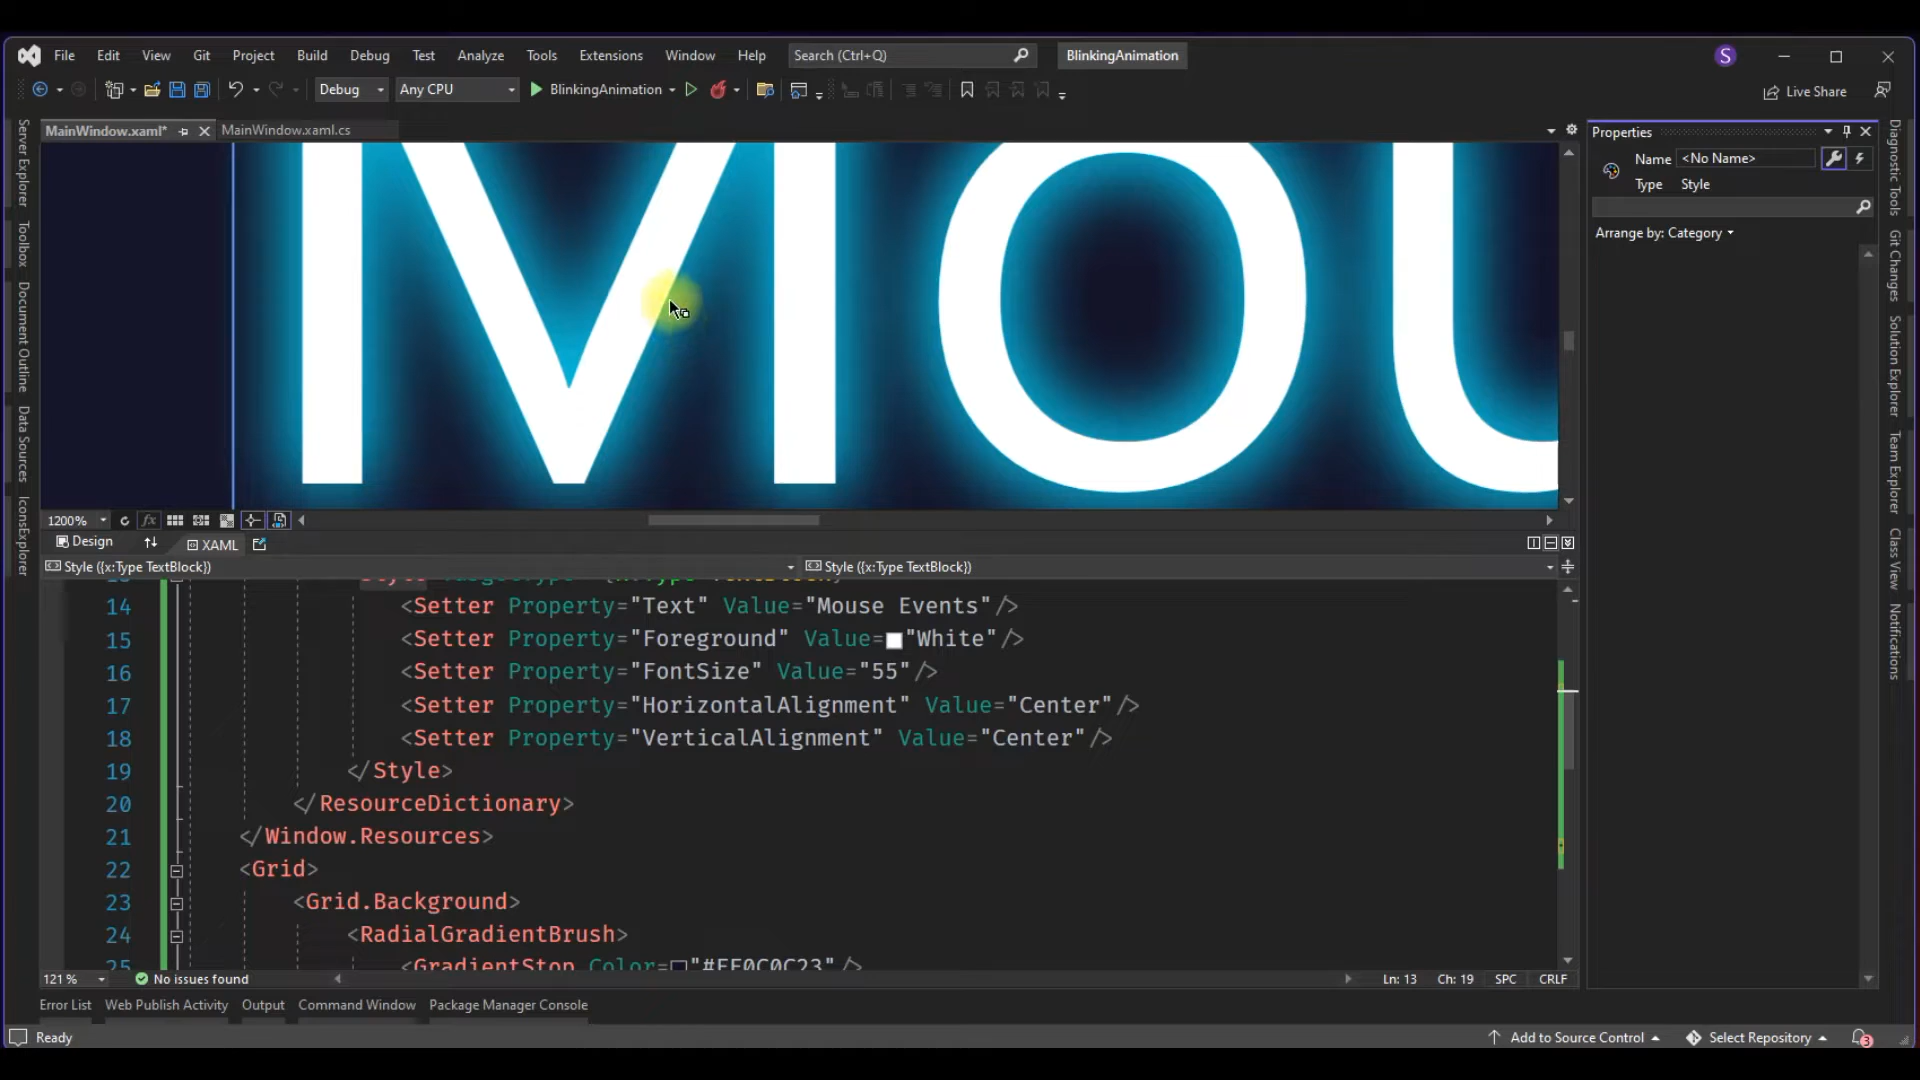 File Edit View Git Project Build Debug Test Analyze Tools Extensions Window Help Search (Ctrl+Q) BlinkingAnimation S
Debug Any CPU BlinkingAnimation Live Share
MainWindow.xaml* MainWindow.xaml.cs
Mou
1200%
Design XAML
Style ({x:Type TextBlock}) Style ({x:Type TextBlock})
14 <Setter Property="Text" Value="Mouse Events"/>
15 <Setter Property="Foreground" Value="White"/>
16 <Setter Property="FontSize" Value="55"/>
17 <Setter Property="HorizontalAlignment" Value="Center"/>
18 <Setter Property="VerticalAlignment" Value="Center"/>
19 </Style>
20 </ResourceDictionary>
21 </Window.Resources>
22 <Grid>
23 <Grid.Background>
24 <RadialGradientBrush>
25 <GradientStop Color="#FF0C0C23"/>
121 % No issues found Ln: 13 Ch: 19 SPC CRLF
Error List Web Publish Activity Output Command Window Package Manager Console
Ready Add to Source Control Select Repository 3
Properties
Name <No Name>
Type Style
Arrange by: Category
Server Explorer
Toolbox
Document Outline
Data Sources
IconsExplorer
Diagnostic Tools
Git Changes
Solution Explorer
Team Explorer
Class View
Notifications